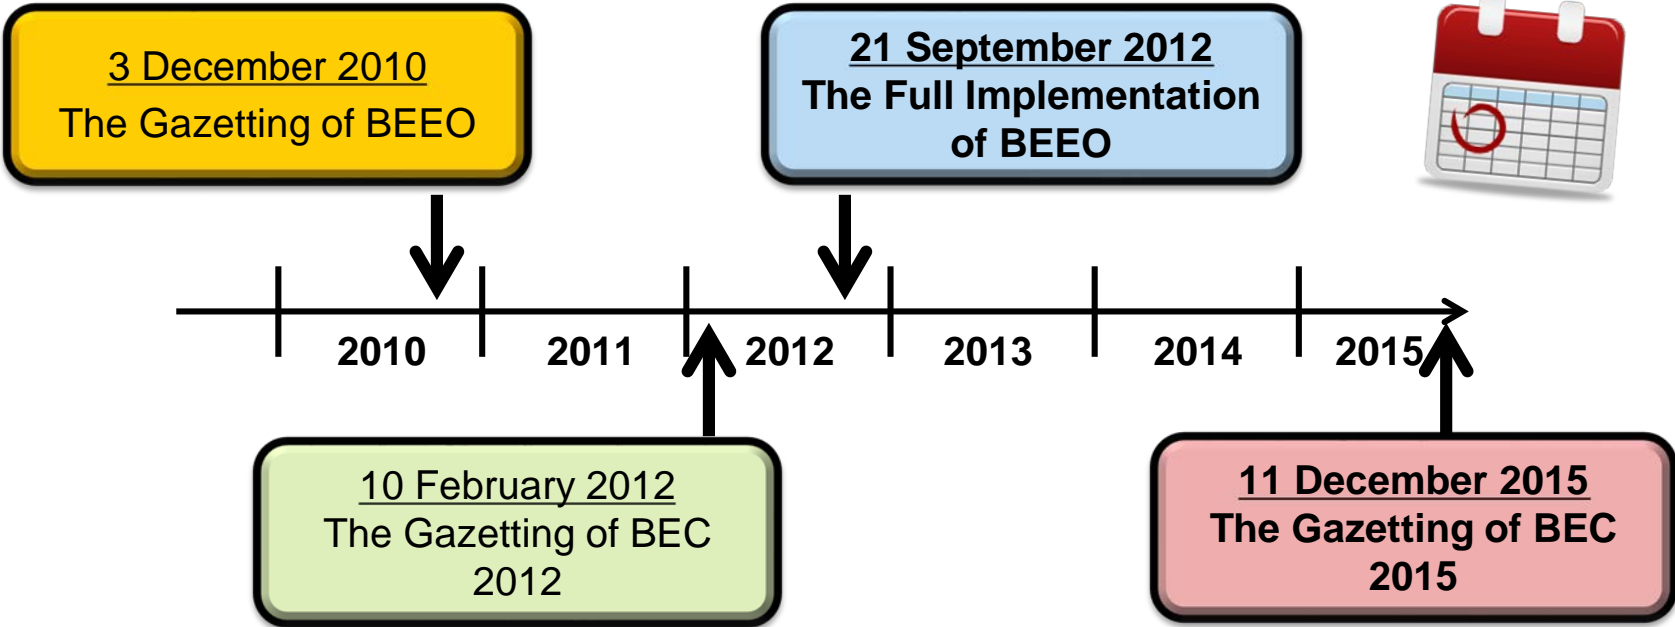 3 December 2010
The Gazetting of BEEO
21 September 2012
The Full Implementation
of BEEO
2010
2011
2012
2013
2014
2015
10 February 2012
The Gazetting of BEC
2012
11 December 2015
The Gazetting of BEC
2015